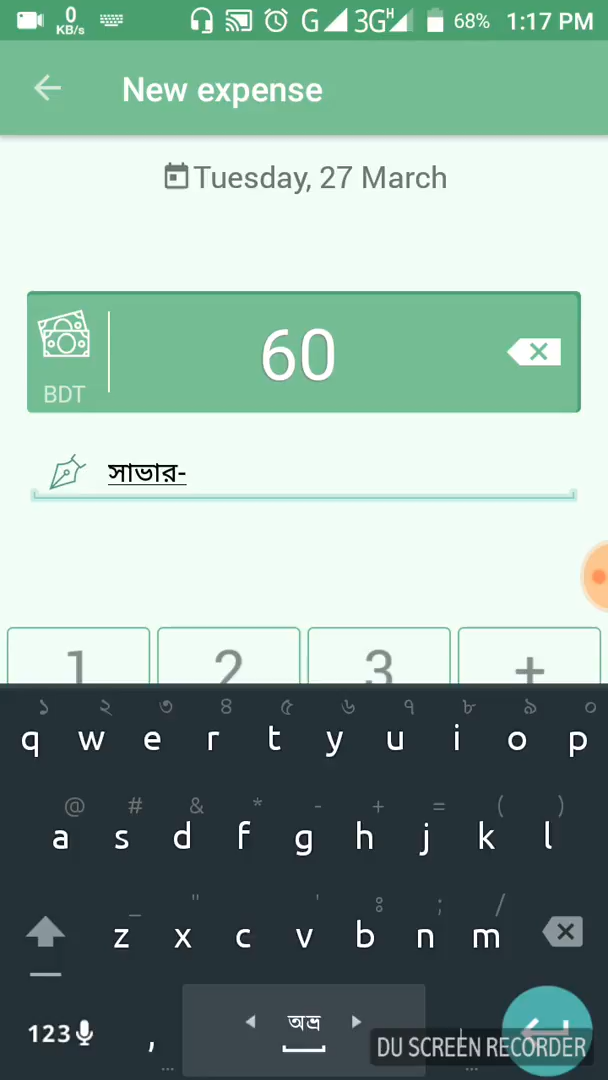 0 KB/s G 3G H 68% 1:17 PM
New expense
Tuesday, 27 March
60
BDT
সাভার-
1 2 3 +
১ ২ ৩ ৪ ৫ ৬ ৭ ৮ ৯ ০
q w e r t y u i o p
@ # & * - + = ( )
a s d f g h j k l
_ " ' ঃ ; /
z x c v b n m
123 , অভ্র
DU SCREEN RECORDER